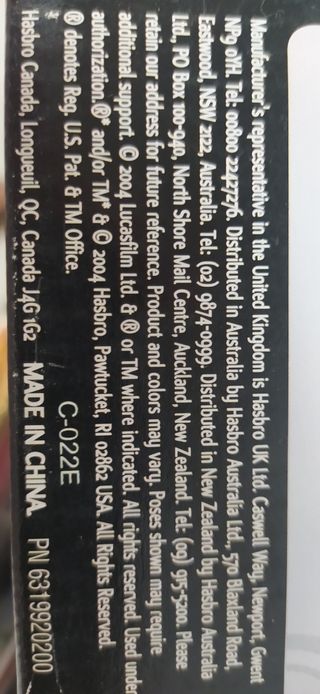 Manufacturer's representative in the United Kingdom is Hasbro UK Ltd. Caswell Way, Newport, Gwent
NP9 0YH. Tel: 00800 22427276. Distributed in Australia by Hasbro Australia Ltd., 570 Blaxland Road,
Eastwood, NSW 2122, Australia. Tel: (02) 9874-0999. Distributed in New Zealand by Hasbro Australia
Ltd, PO Box 100-940, North Shore Mail Centre, Auckland, New Zealand. Tel: (09) 915-5200. Please
retain our address for future reference. Product and colors may vary. Poses shown may require
additional support. © 2004 Lucasfilm Ltd. & ® or TM where indicated. All rights reserved. Used under
authorization. ®* and/or TM* & © 2004 Hasbro, Pawtucket, RI 02862 USA. All Rights Reserved.
® denotes Reg. U.S. Pat. & TM Office.
C-022E
Hasbro Canada, Longueuil, QC, Canada J4G 1G2 MADE IN CHINA. PN 6319920200